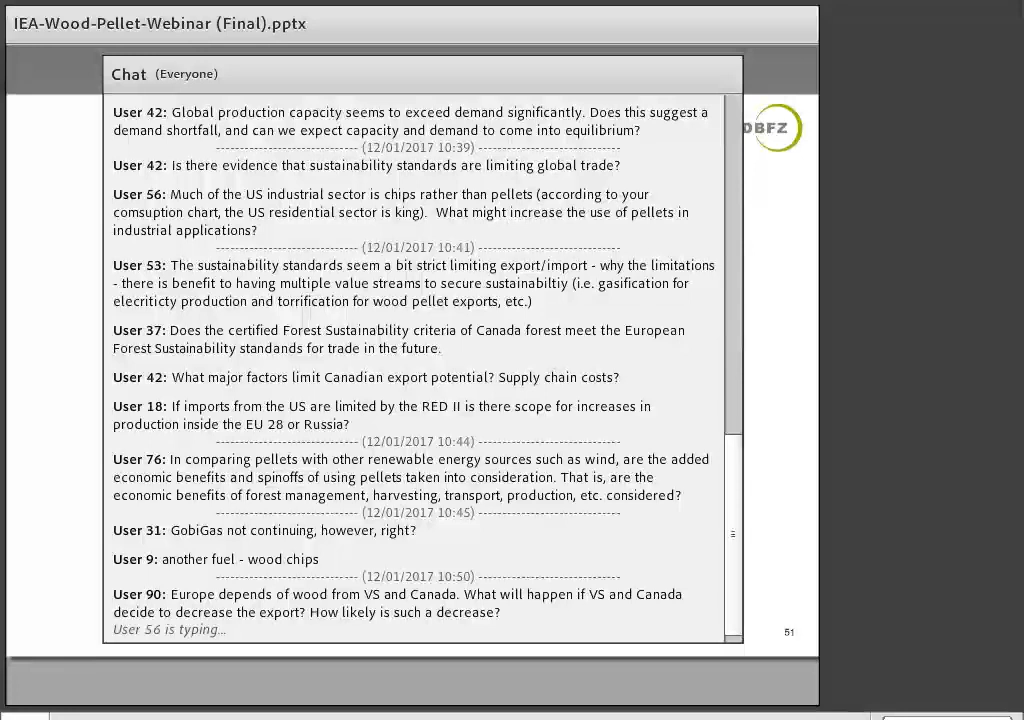 IEA-Wood-Pellet-Webinar (Final).pptx
Chat (Everyone)
DBFZ
User 42: Global production capacity seems to exceed demand significantly. Does this suggest a
demand shortfall, and can we expect capacity and demand to come into equilibrium?
---------------------------- (12/01/2017 10:39) ----------------------------
User 42: Is there evidence that sustainability standards are limiting global trade?
User 56: Much of the US industrial sector is chips rather than pellets (according to your
comsuption chart, the US residential sector is king).  What might increase the use of pellets in
industrial applications?
---------------------------- (12/01/2017 10:41) ----------------------------
User 53: The sustainability standards seem a bit strict limiting export/import - why the limitations
- there is benefit to having multiple value streams to secure sustainabiltiy (i.e. gasification for
elecriticty production and torrification for wood pellet exports, etc.)
User 37: Does the certified Forest Sustainability criteria of Canada forest meet the European
Forest Sustainability standands for trade in the future.
User 42: What major factors limit Canadian export potential? Supply chain costs?
User 18: If imports from the US are limited by the RED II is there scope for increases in
production inside the EU 28 or Russia?
---------------------------- (12/01/2017 10:44) ----------------------------
User 76: In comparing pellets with other renewable energy sources such as wind, are the added
economic benefits and spinoffs of using pellets taken into consideration. That is, are the
economic benefits of forest management, harvesting, transport, production, etc. considered?
---------------------------- (12/01/2017 10:45) ----------------------------
User 31: GobiGas not continuing, however, right?
User 9: another fuel - wood chips
---------------------------- (12/01/2017 10:50) ----------------------------
User 90: Europe depends of wood from VS and Canada. What will happen if VS and Canada
decide to decrease the export? How likely is such a decrease?
User 56 is typing...
51